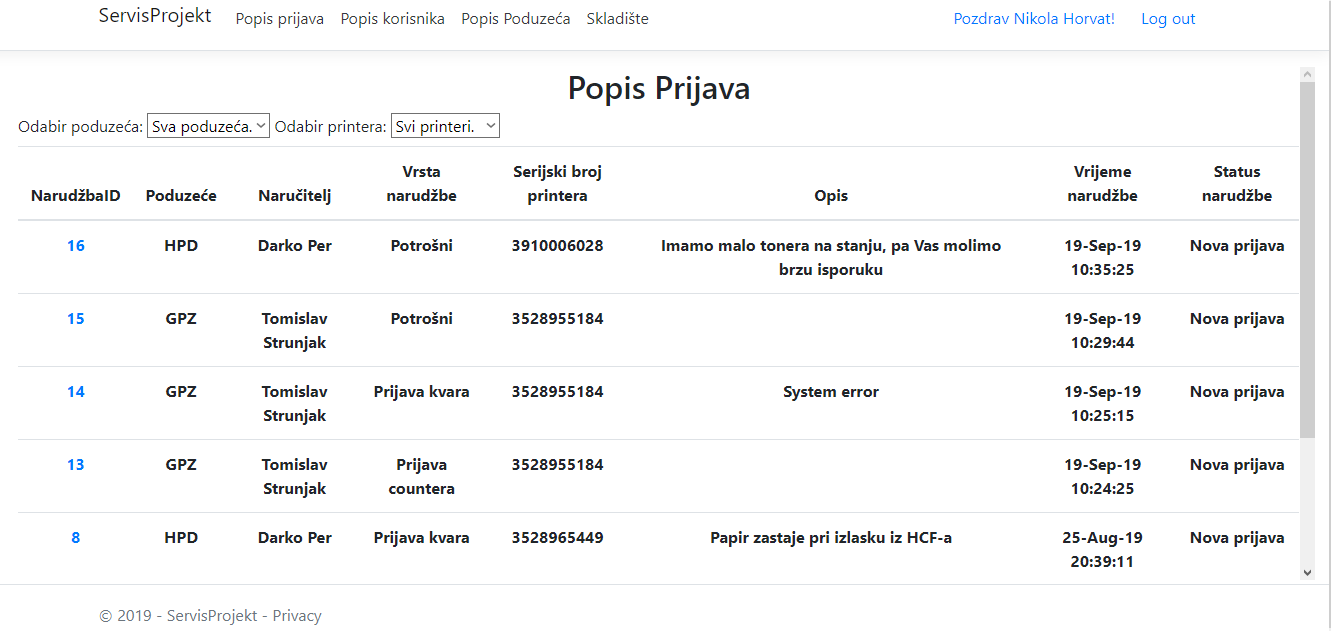 ServisProjekt Popis prijava Popis korisnika Popis Poduzeća Skladište Pozdrav Nikola Horvat! Log out
Popis Prijava
Odabir poduzeća: Sva poduzeća. Odabir printera: Svi printeri.
NarudžbaID Poduzeće Naručitelj Vrsta narudžbe Serijski broj printera Opis Vrijeme narudžbe Status narudžbe
16 HPD Darko Per Potrošni 3910006028 Imamo malo tonera na stanju, pa Vas molimo brzu isporuku 19-Sep-19 10:35:25 Nova prijava
15 GPZ Tomislav Strunjak Potrošni 3528955184 19-Sep-19 10:29:44 Nova prijava
14 GPZ Tomislav Strunjak Prijava kvara 3528955184 System error 19-Sep-19 10:25:15 Nova prijava
13 GPZ Tomislav Strunjak Prijava countera 3528955184 19-Sep-19 10:24:25 Nova prijava
8 HPD Darko Per Prijava kvara 3528965449 Papir zastaje pri izlasku iz HCF-a 25-Aug-19 20:39:11 Nova prijava
© 2019 - ServisProjekt - Privacy